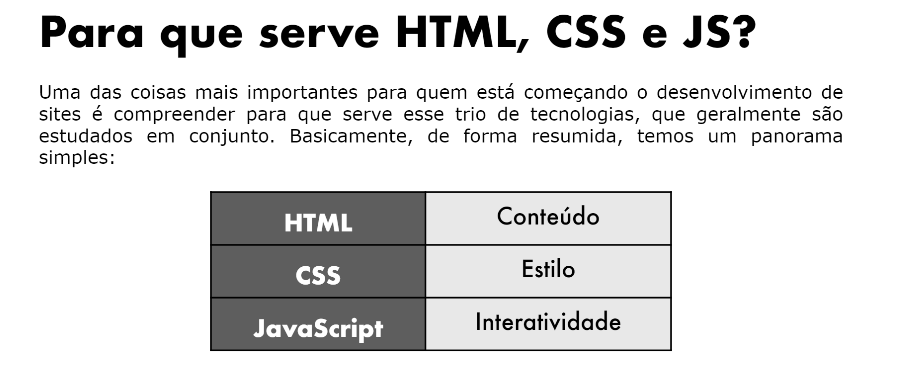 Para que serve HTML, CSS e JS?
Uma das coisas mais importantes para quem está começando o desenvolvimento de
sites é compreender para que serve esse trio de tecnologias, que geralmente são
estudados em conjunto. Basicamente, de forma resumida, temos um panorama
simples:
HTML Conteúdo
CSS Estilo
JavaScript Interatividade